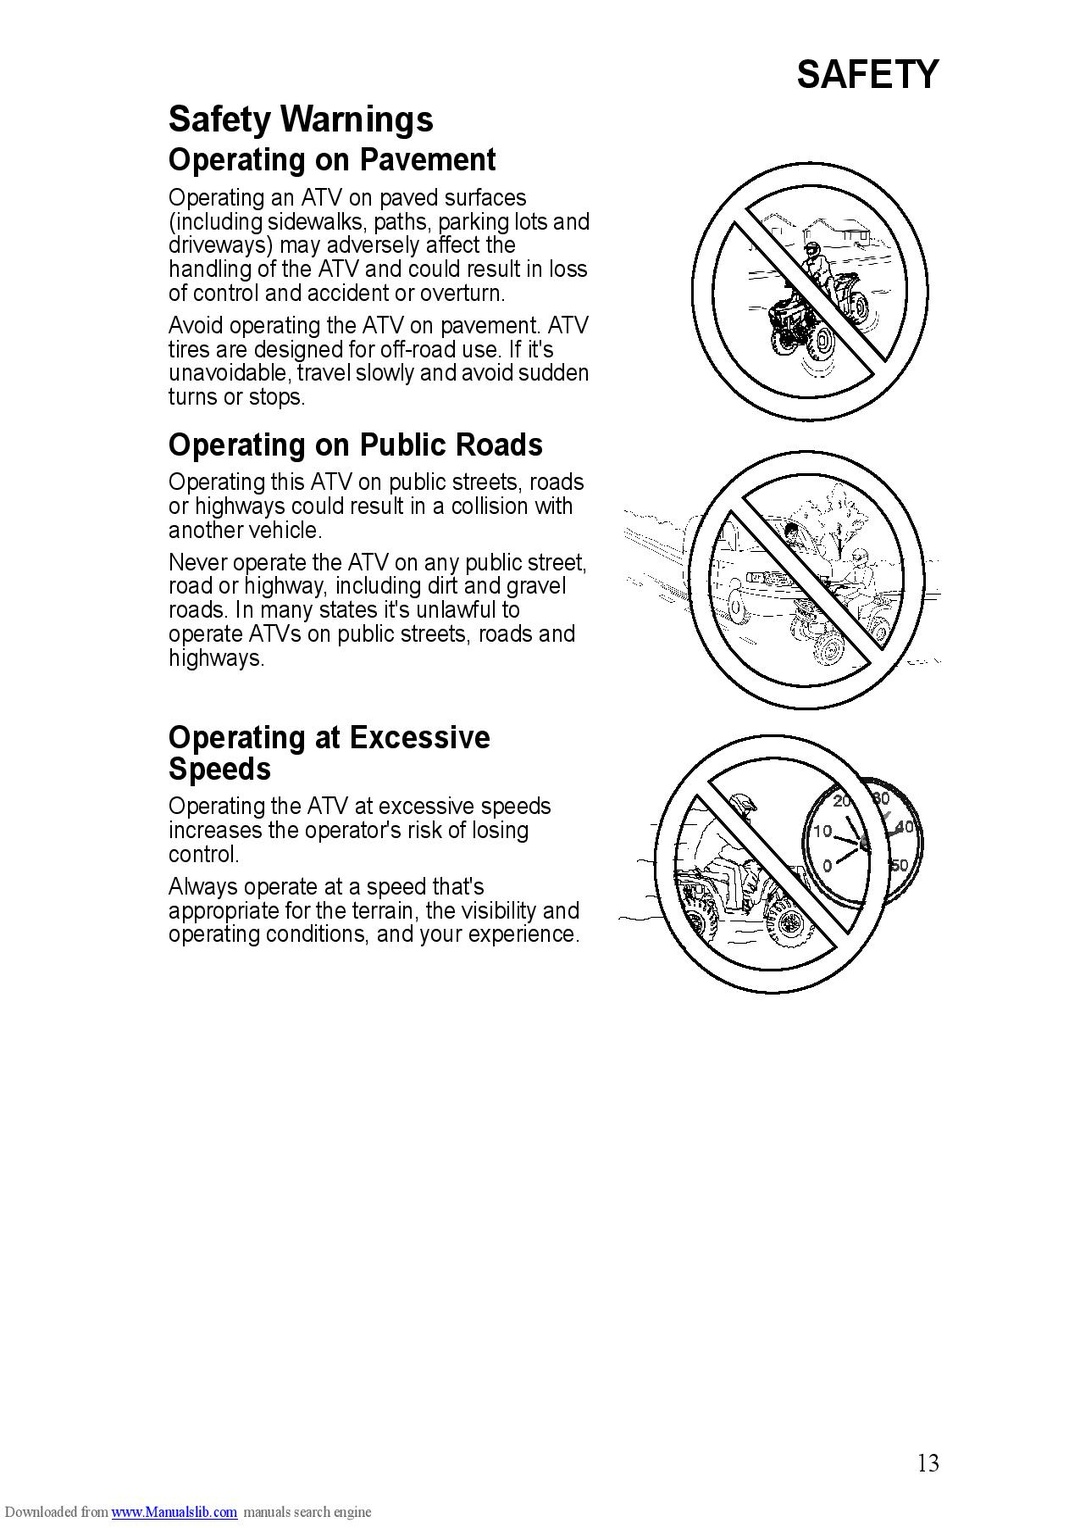 SAFETY
Safety Warnings
Operating on Pavement
Operating an ATV on paved surfaces
(including sidewalks, paths, parking lots and
driveways) may adversely affect the
handling of the ATV and could result in loss
of control and accident or overturn.
Avoid operating the ATV on pavement. ATV
tires are designed for off-road use. If it's
unavoidable, travel slowly and avoid sudden
turns or stops.
Operating on Public Roads
Operating this ATV on public streets, roads
or highways could result in a collision with
another vehicle.
Never operate the ATV on any public street,
road or highway, including dirt and gravel
roads. In many states it's unlawful to
operate ATVs on public streets, roads and
highways.
Operating at Excessive
Speeds
Operating the ATV at excessive speeds
increases the operator's risk of losing
control.
Always operate at a speed that's
appropriate for the terrain, the visibility and
operating conditions, and your experience.
20 30
10 40
0 50
13
Downloaded from www.Manualslib.com manuals search engine